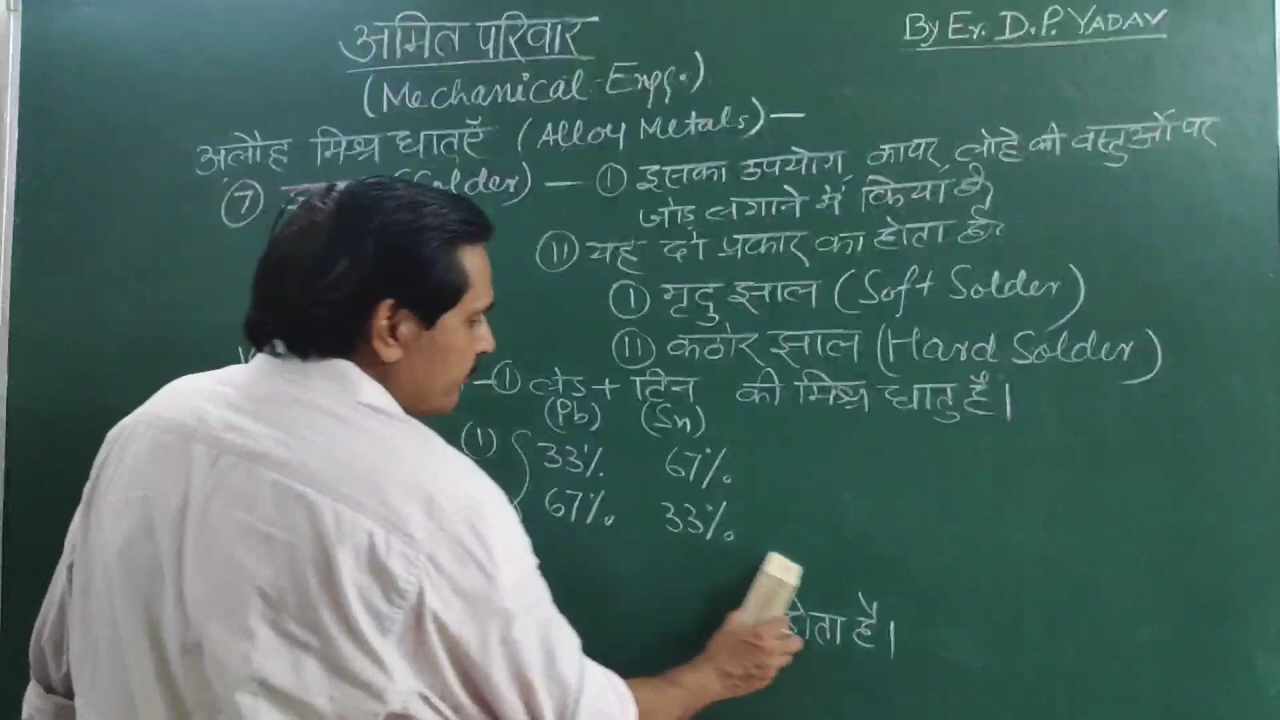 अमित परिवार
By Er. D.P. YADAV
(Mechanical Engg.)
अलौह मिश्र धातुएँ (Alloy Metals) —
⑦ (Solder) — ① इसका उपयोग, कापर, लोहे की वस्तुओं पर
जोड़ लगाने में किया है
⑪ यह दो प्रकार का होता है
① मृदु झाल (Soft Solder)
⑪ कठोर झाल (Hard Solder)
—① लेड + टिन की मिश्र धातु है।
(Pb) (Sn)
(1) 33% 67%
67% 33%
होता है।